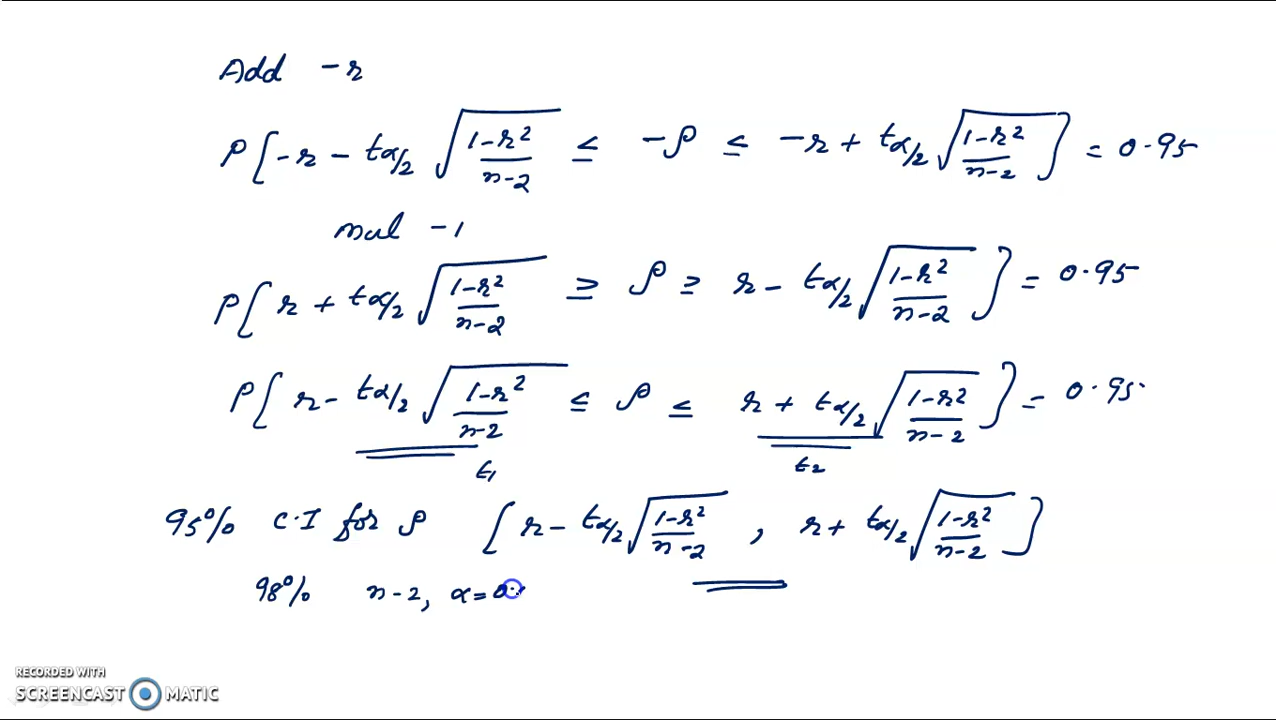 Add -r
P[-r - tα/2 √(1-r²/n-2) ≤ -ρ ≤ -r + tα/2 √(1-r²/n-2)] = 0.95
mul -1
P[r + tα/2 √(1-r²/n-2) ≥ ρ ≥ r - tα/2 √(1-r²/n-2)] = 0.95
P[r - tα/2 √(1-r²/n-2) ≤ ρ ≤ r + tα/2 √(1-r²/n-2)] = 0.95
t₁ t₂
95% C.I for ρ [r - tα/2 √(1-r²/n-2) , r + tα/2 √(1-r²/n-2)]
98% n-2, α = 0.
RECORDED WITH
SCREENCAST MATIC